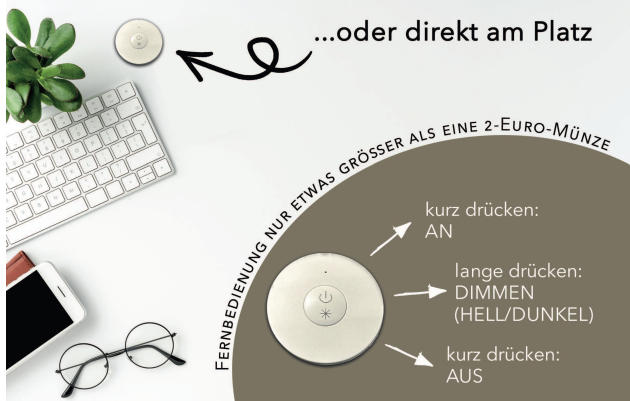 ...oder direkt am Platz
FERNBEDIENUNG NUR ETWAS GRÖSSER ALS EINE 2-EURO-MÜNZE
kurz drücken:
AN
lange drücken:
DIMMEN
(HELL/DUNKEL)
kurz drücken:
AUS